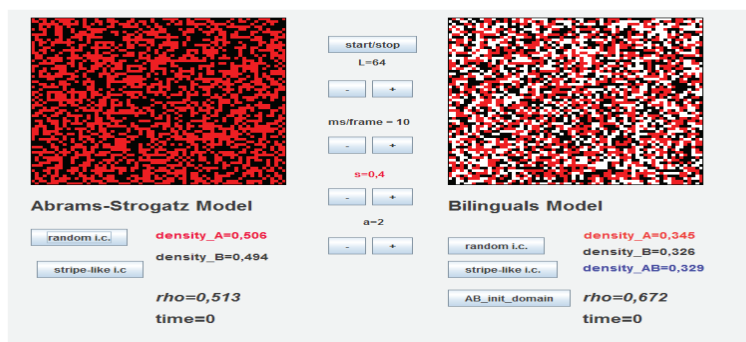 start/stop
L=64
- +
ms/frame = 10
- +
s=0,4
- +
a=2
- +
Abrams-Strogatz Model
random i.c.
density_A=0,506
density_B=0,494
stripe-like i.c
rho=0,513
time=0
Bilinguals Model
density_A=0,345
random i.c.
density_B=0,326
stripe-like i.c.
density_AB=0,329
AB_init_domain
rho=0,672
time=0